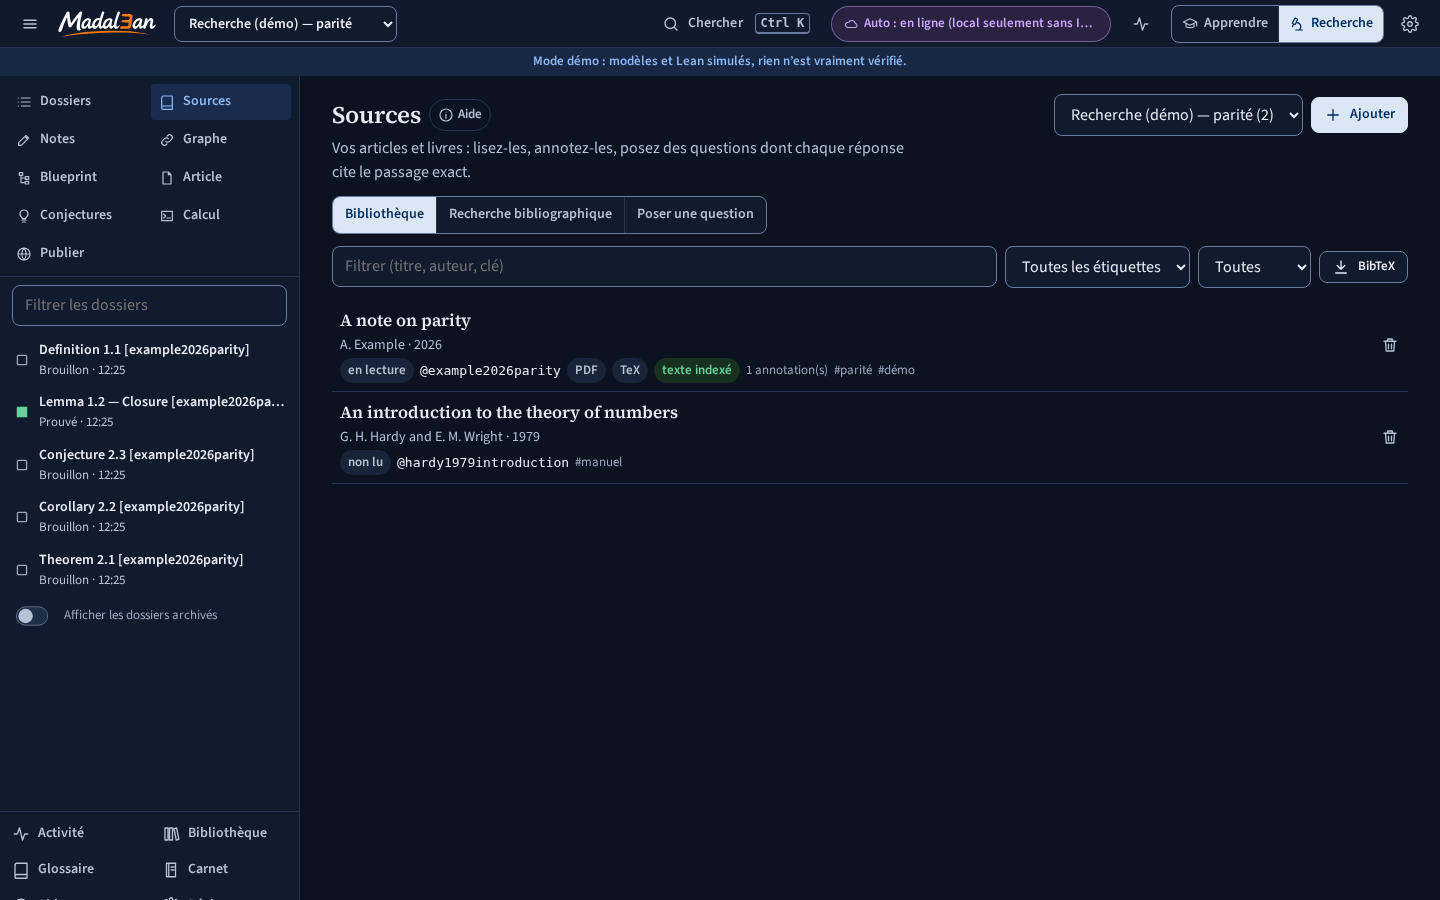 Madal3an
Recherche (démo) — parité
Chercher
Ctrl K
Auto : en ligne (local seulement sans I…
Apprendre
Recherche
Mode démo : modèles et Lean simulés, rien n’est vraiment vérifié.
Dossiers
Sources
Notes
Graphe
Blueprint
Article
Conjectures
Calcul
Publier
Filtrer les dossiers
Definition 1.1 [example2026parity]
Brouillon · 12:25
Lemma 1.2 — Closure [example2026pa…
Prouvé · 12:25
Conjecture 2.3 [example2026parity]
Brouillon · 12:25
Corollary 2.2 [example2026parity]
Brouillon · 12:25
Theorem 2.1 [example2026parity]
Brouillon · 12:25
Afficher les dossiers archivés
Activité
Bibliothèque
Glossaire
Carnet
Sources
Aide
Recherche (démo) — parité (2)
Ajouter
Vos articles et livres : lisez-les, annotez-les, posez des questions dont chaque réponse
cite le passage exact.
Bibliothèque
Recherche bibliographique
Poser une question
Filtrer (titre, auteur, clé)
Toutes les étiquettes
Toutes
BibTeX
A note on parity
A. Example · 2026
en lecture @example2026parity PDF TeX texte indexé 1 annotation(s) #parité #démo
An introduction to the theory of numbers
G. H. Hardy and E. M. Wright · 1979
non lu @hardy1979introduction #manuel